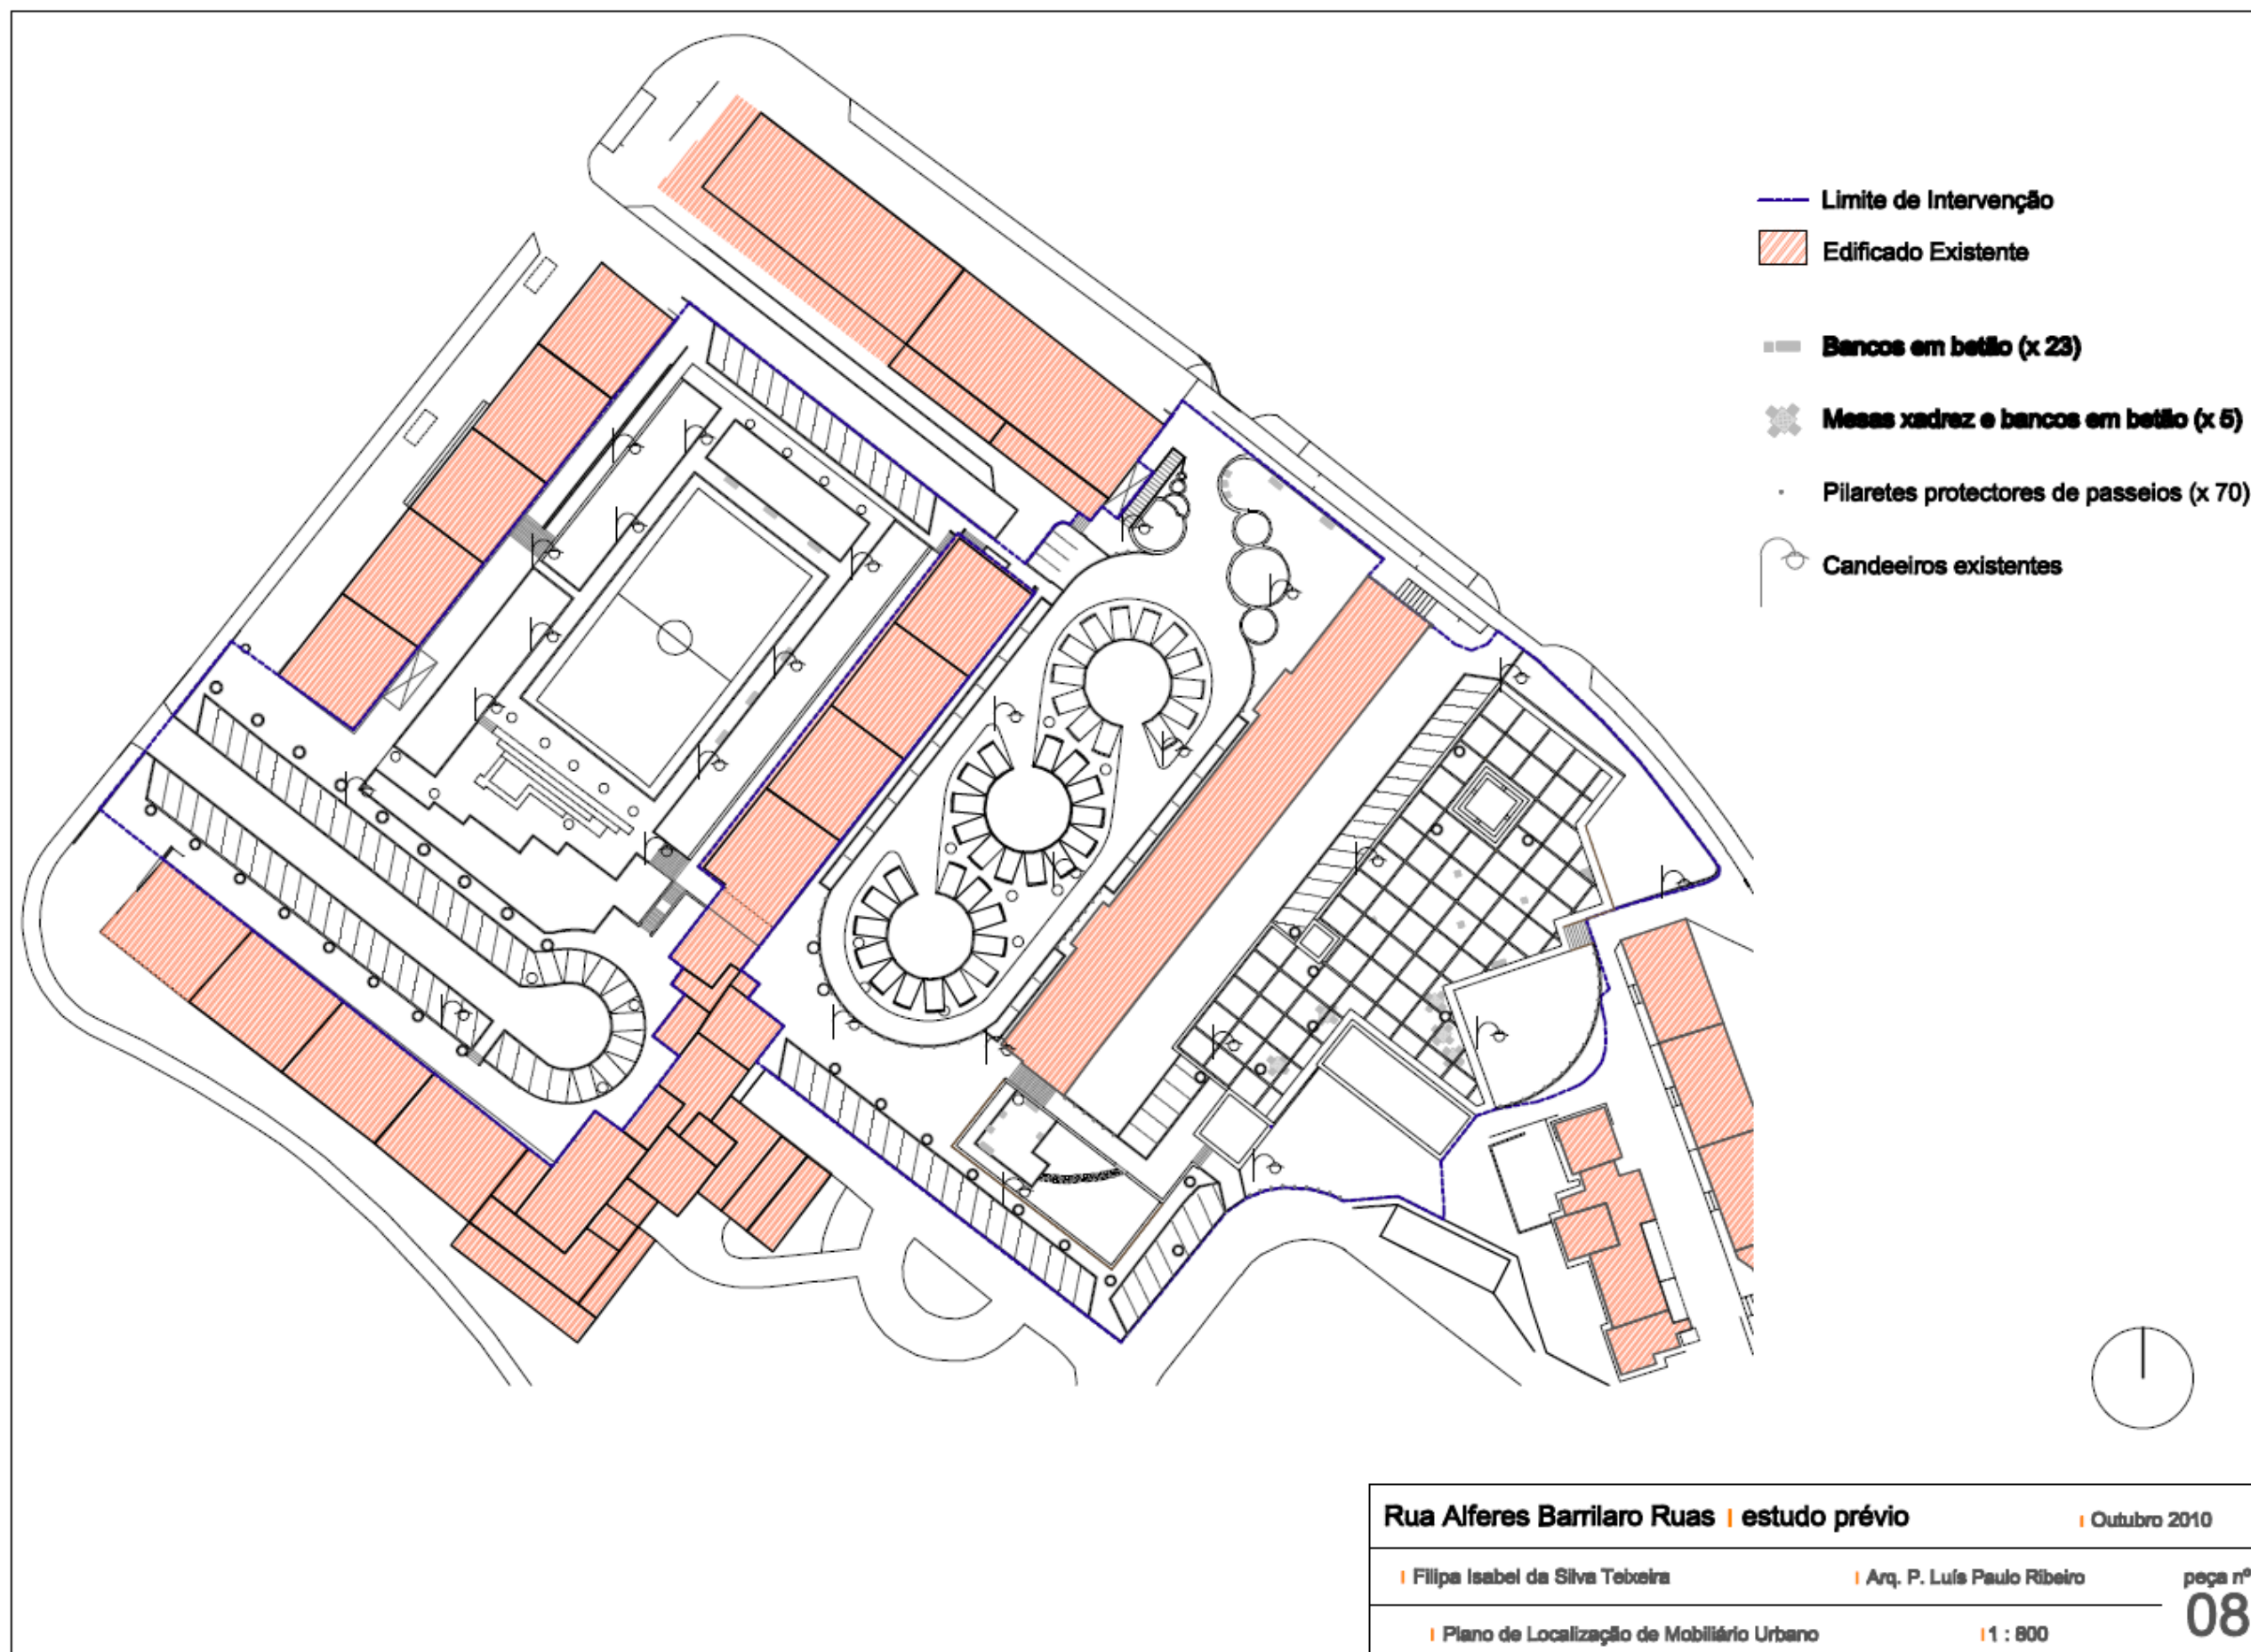 Limite de Intervenção
Edificado Existente
Bancos em betão (x 23)
Mesas xadrez e bancos em betão (x 5)
Pilaretes protectores de passeios (x 70)
Candeeiros existentes
Rua Alferes Barrilaro Ruas | estudo prévio | Outubro 2010
| Filipa Isabel da Silva Teixeira | Arq. P. Luís Paulo Ribeiro peça nº
08
| Plano de Localização de Mobiliário Urbano | 1 : 800